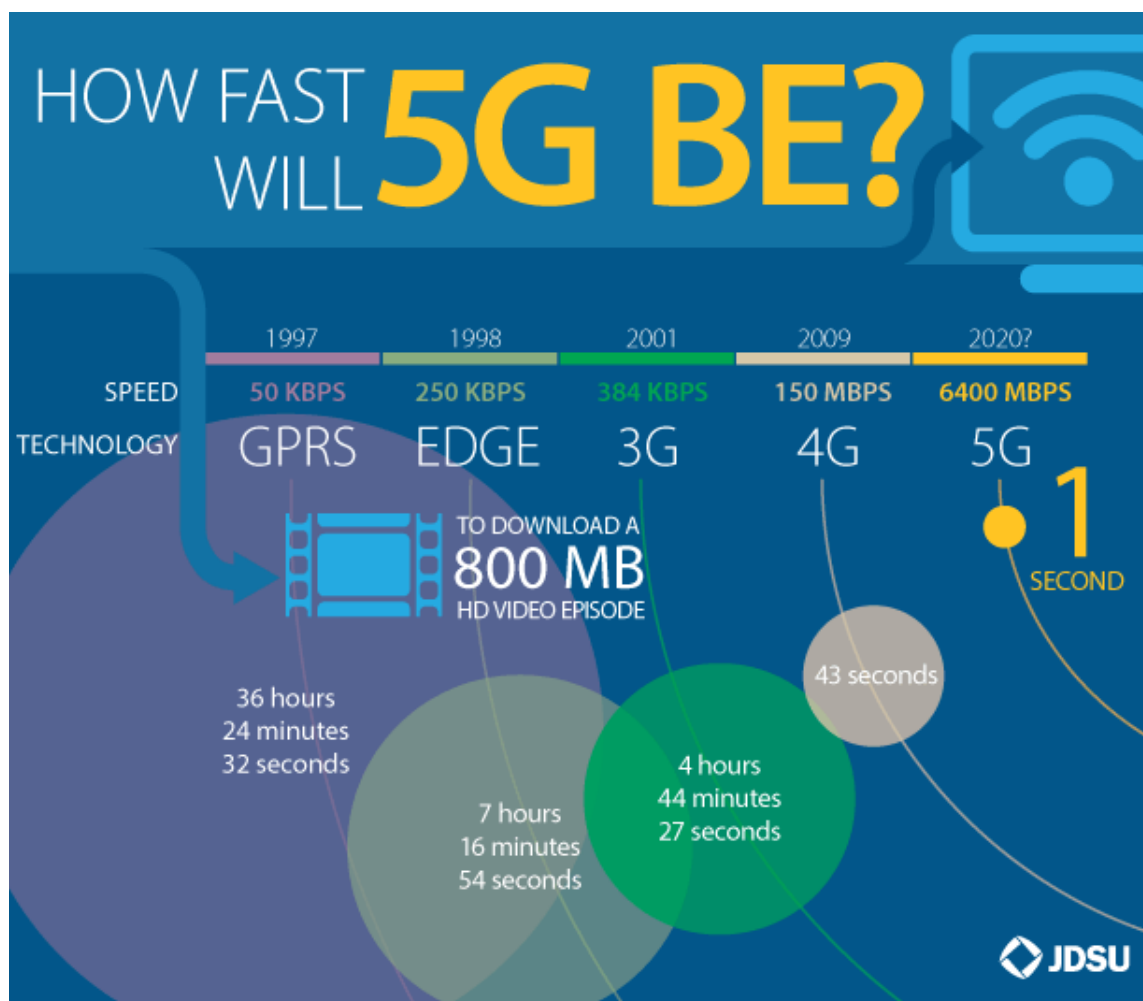 HOW FAST
WILL
5G BE?
1997
1998
2001
2009
2020?
SPEED
50 KBPS
250 KBPS
384 KBPS
150 MBPS
6400 MBPS
TECHNOLOGY
GPRS
EDGE
3G
4G
5G
1
SECOND
TO DOWNLOAD A
800 MB
HD VIDEO EPISODE
43 seconds
36 hours
24 minutes
32 seconds
4 hours
44 minutes
27 seconds
7 hours
16 minutes
54 seconds
JDSU